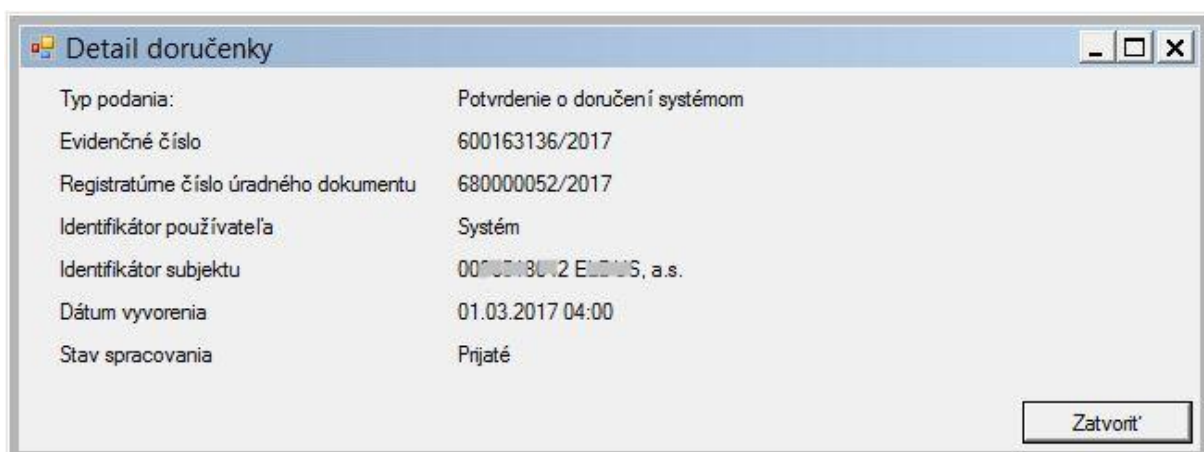 Detail doručenky
Typ podania: Potvrdenie o doručení systémom
Evidenčné číslo 600163136/2017
Registratúrne číslo úradného dokumentu 680000052/2017
Identifikátor používateľa Systém
Identifikátor subjektu a.s.
Dátum vyvorenia 01.03.2017 04:00
Stav spracovania Prijaté
Zatvoriť